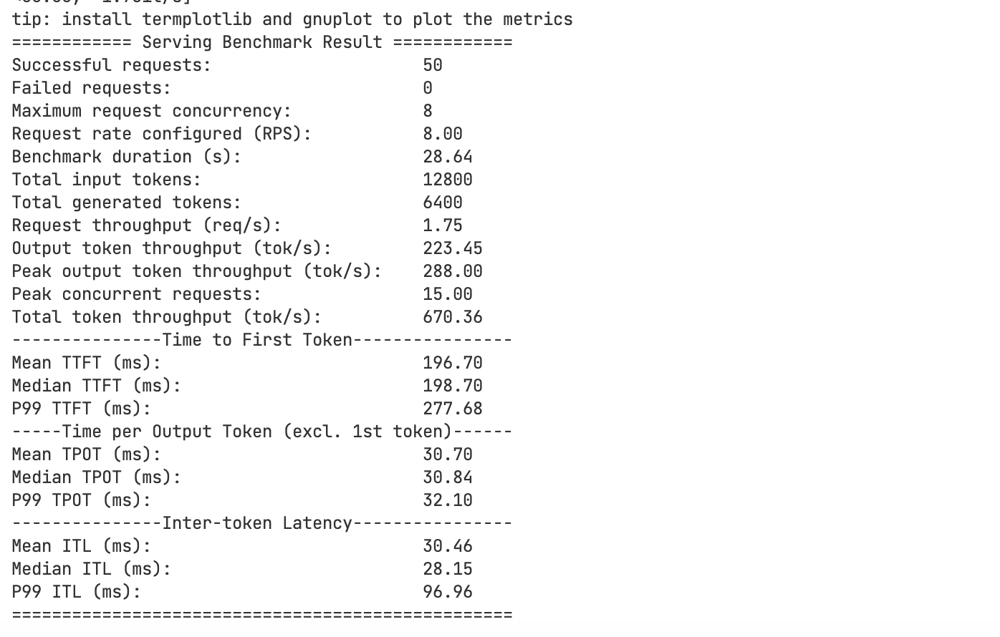 tip: install termplotlib and gnuplot to plot the metrics
============ Serving Benchmark Result ============
Successful requests:                     50
Failed requests:                         0
Maximum request concurrency:             8
Request rate configured (RPS):           8.00
Benchmark duration (s):                  28.64
Total input tokens:                      12800
Total generated tokens:                  6400
Request throughput (req/s):              1.75
Output token throughput (tok/s):         223.45
Peak output token throughput (tok/s):    288.00
Peak concurrent requests:                15.00
Total token throughput (tok/s):          670.36
---------------Time to First Token----------------
Mean TTFT (ms):                          196.70
Median TTFT (ms):                        198.70
P99 TTFT (ms):                           277.68
-----Time per Output Token (excl. 1st token)------
Mean TPOT (ms):                          30.70
Median TPOT (ms):                        30.84
P99 TPOT (ms):                           32.10
---------------Inter-token Latency----------------
Mean ITL (ms):                           30.46
Median ITL (ms):                         28.15
P99 ITL (ms):                            96.96
==================================================